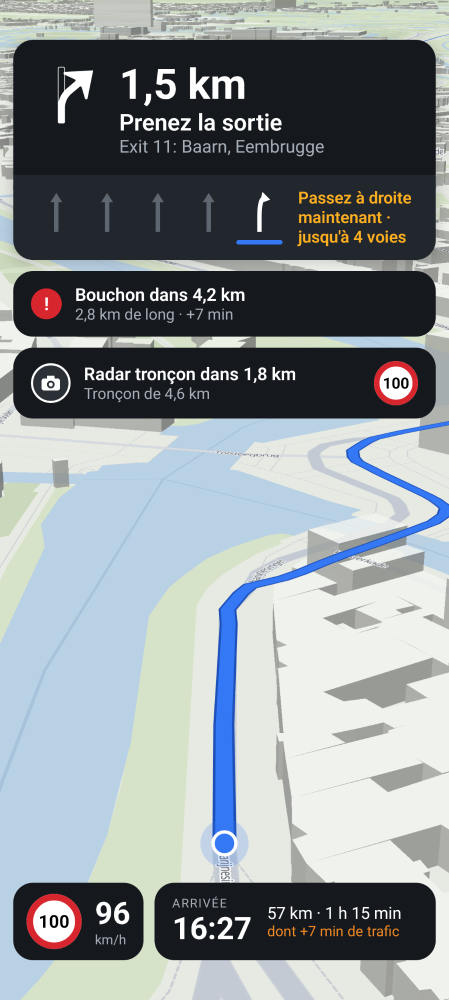 1,5 km
Prenez la sortie
Exit 11: Baarn, Eembrugge
Passez à droite
maintenant ·
jusqu'à 4 voies
!
Bouchon dans 4,2 km
2,8 km de long · +7 min
Radar tronçon dans 1,8 km
Tronçon de 4,6 km
100
100
96
km/h
ARRIVÉE
16:27
57 km · 1 h 15 min
dont +7 min de trafic